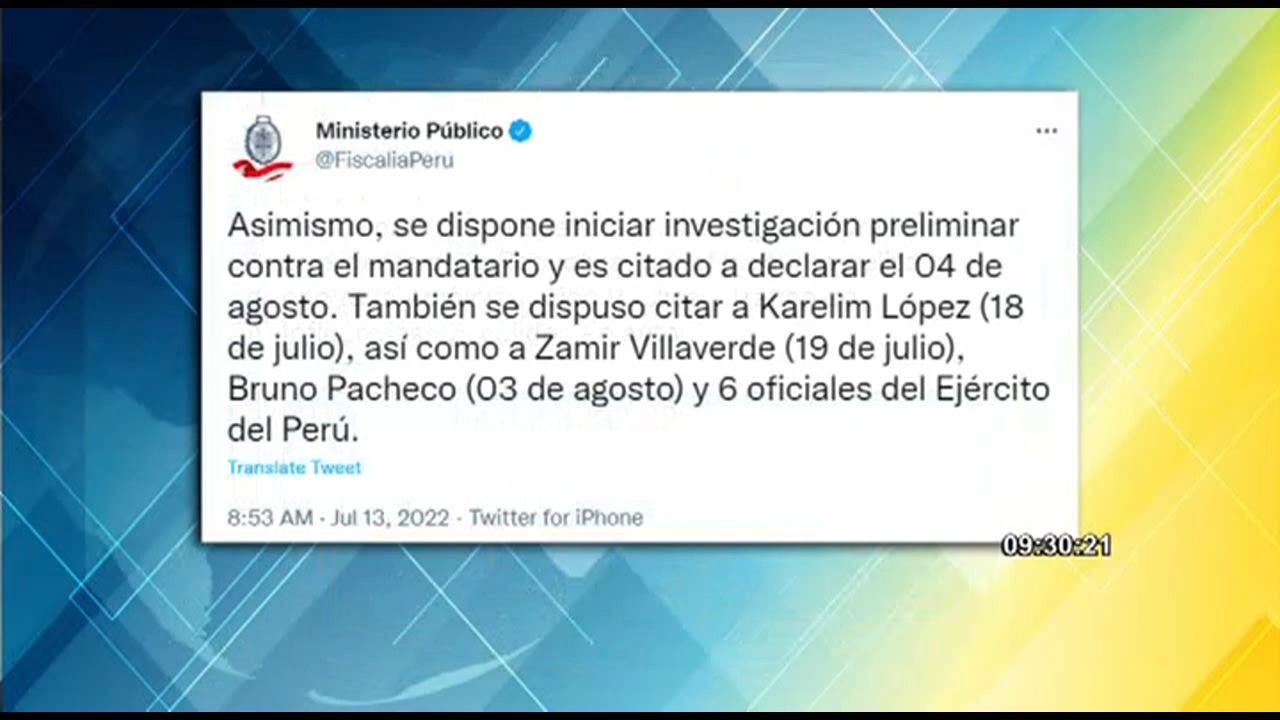 Ministerio Público
@FiscaliaPeru
Asimismo, se dispone iniciar investigación preliminar
contra el mandatario y es citado a declarar el 04 de
agosto. También se dispuso citar a Karelim López (18
de julio), así como a Zamir Villaverde (19 de julio),
Bruno Pacheco (03 de agosto) y 6 oficiales del Ejército
del Perú.
Translate Tweet
8:53 AM · Jul 13, 2022 · Twitter for iPhone
09:30:21